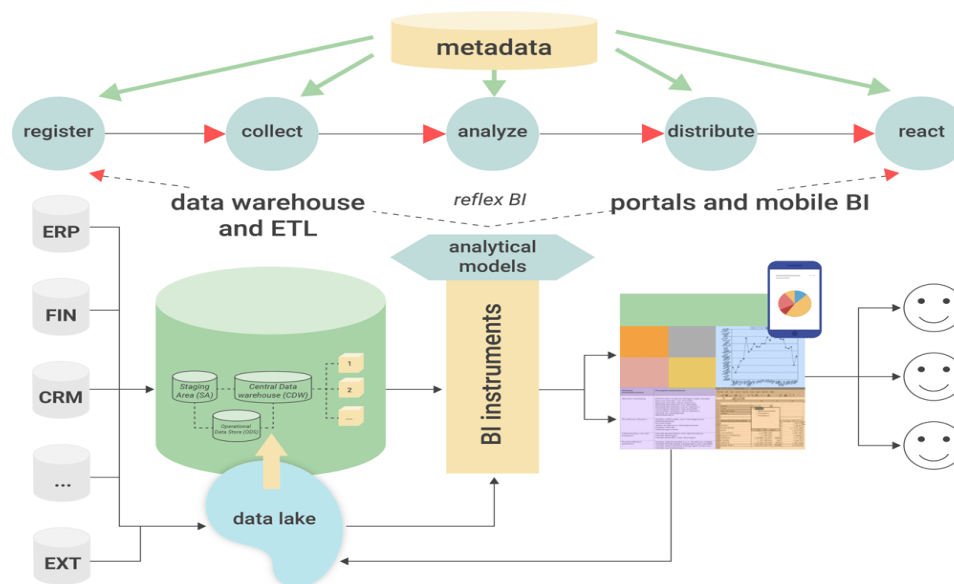 metadata
register
collect
analyze
distribute
react
data warehouse
and ETL
reflex BI
portals and mobile BI
analytical
models
ERP
FIN
CRM
...
EXT
Staging
Area (SA)
Central Data
warehouse (CDW)
Operational
Data Store (ODS)
1
2
....
BI instruments
data lake